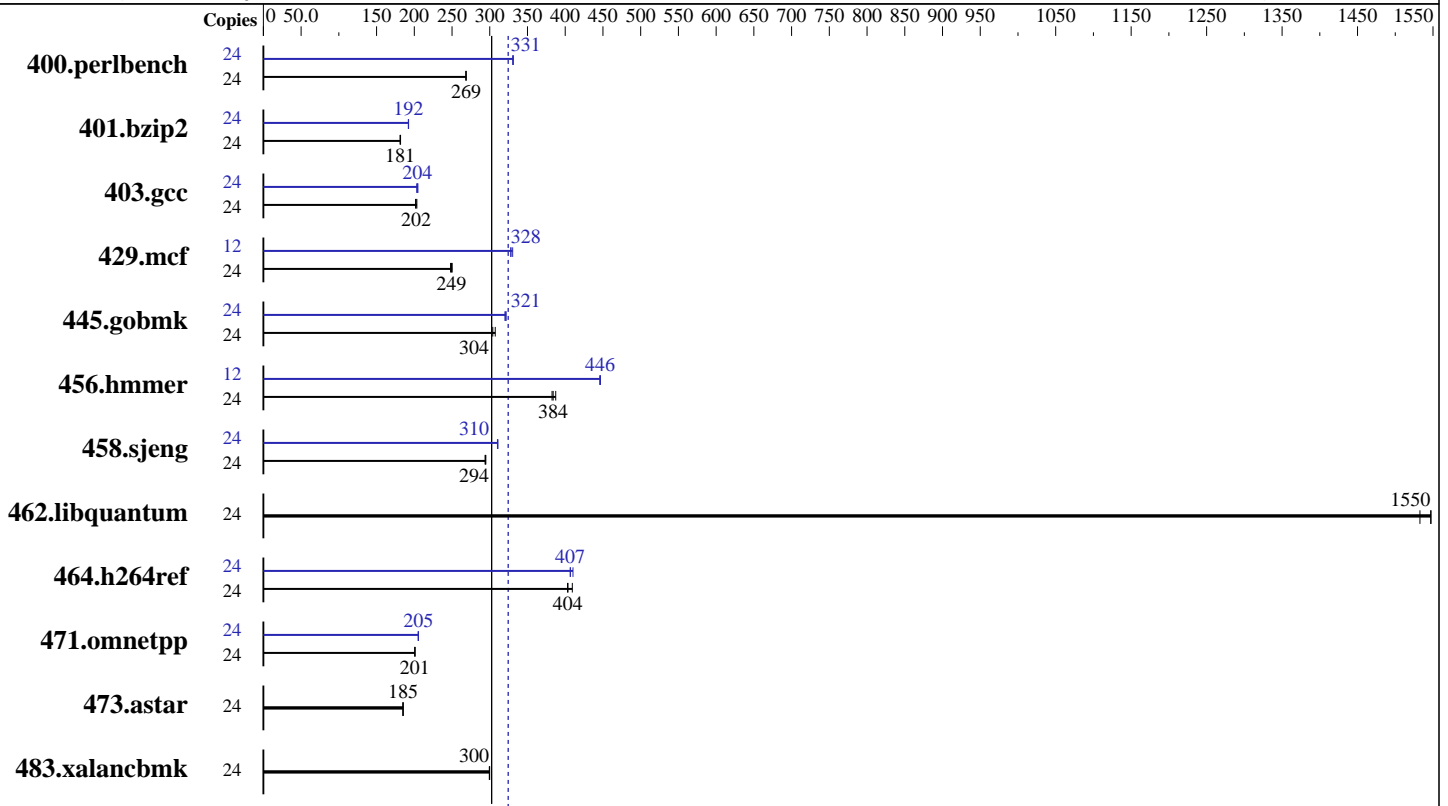 Copies 0 50.0 150 200 250 300 350 400 450 500 550 600 650 700 750 800 850 900 950 1050 1150 1250 1350 1450 1550
400.perlbench 24 331
24 269
401.bzip2 24 192
24 181
403.gcc 24 204
24 202
429.mcf 12 328
24 249
445.gobmk 24 321
24 304
456.hmmer 12 446
24 384
458.sjeng 24 310
24 294
462.libquantum 24 1550
464.h264ref 24 407
24 404
471.omnetpp 24 205
24 201
473.astar 24 185
483.xalancbmk 24 300